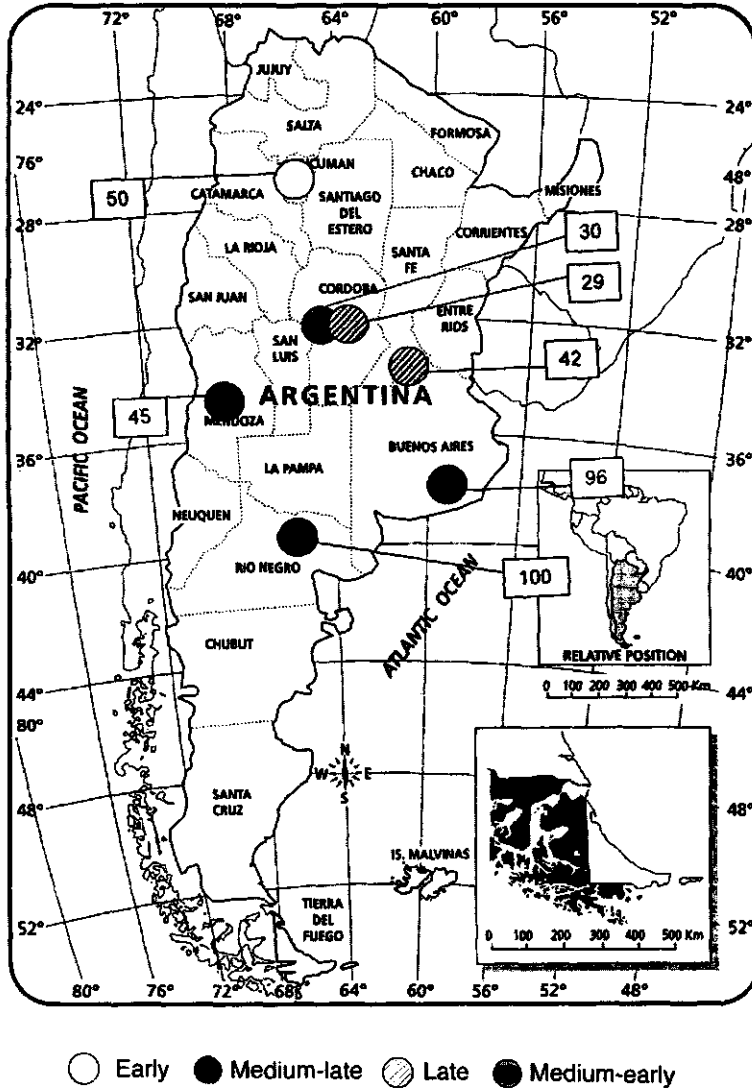 72° 68° 64° 60° 56° 52°
JUJUY
24° 24°
SALTA
FORMOSA
76° CUMAN 48°
CHACO
CATAMARCA
MISIONES
50
SANTIAGO
DEL
ESTERO
28° 28°
CORRIENTES
30
LA RIOJA
SANTA
FE
29
SAN JUAN
CORDOBA
ENTRE
RIOS
32° 32°
SAN
LUIS
42
ARGENTINA
45
MENDOZA
PACIFIC OCEAN
BUENOS AIRES
36° 36°
LA PAMPA
96
NEUQUEN
RIO NEGRO
100
40° 40°
ATLANTIC OCEAN
CHUBUT
RELATIVE POSITION
0 100 200 300 400 500 Km
44° 44°
80°
N
W E
S
SANTA
CRUZ
48° 48°
IS. MALVINAS
TIERRA
DEL
FUEGO
52° 52°
0 100 200 300 400 500 Km
80° 76° 72° 68° 64° 60° 56° 52° 48°
Early Medium-late Late Medium-early